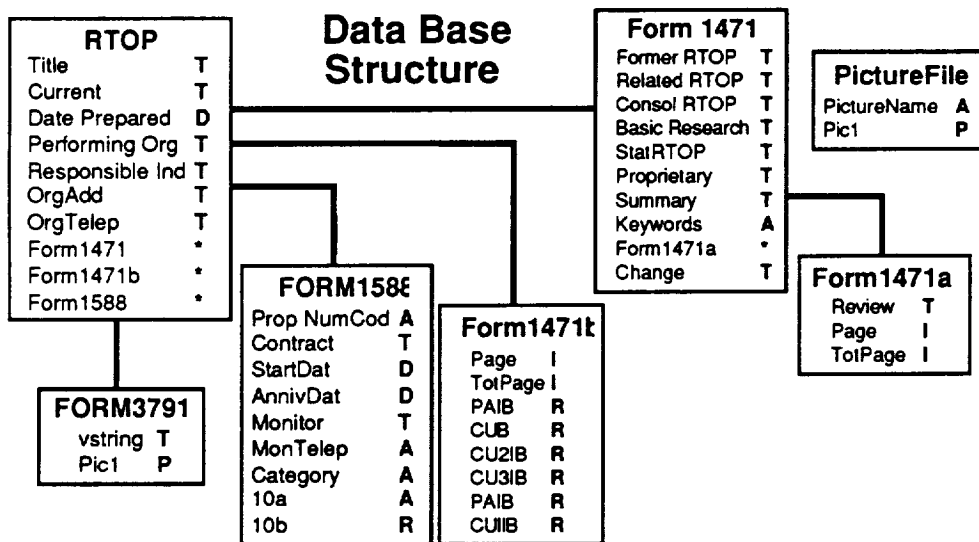 Data Base
Structure
RTOP
Title T
Current T
Date Prepared D
Performing Org T
Responsible Ind T
OrgAdd T
OrgTelep T
Form1471 *
Form1471b *
Form1588 *
Form 1471
Former RTOP T
Related RTOP T
Consol RTOP T
Basic Research T
StatRTOP T
Proprietary T
Summary T
Keywords A
Form1471a *
Change T
PictureFile
PictureName A
Pic1 P
FORM3791
vstring T
Pic1 P
FORM1588
Prop NumCod A
Contract T
StartDat D
AnnivDat D
Monitor T
MonTelep A
Category A
10a A
10b R
Form1471b
Page I
TotPage I
PAIB R
CUB R
CU2IB R
CU3IB R
PAIB R
CUIIB R
Form1471a
Review T
Page I
TotPage I